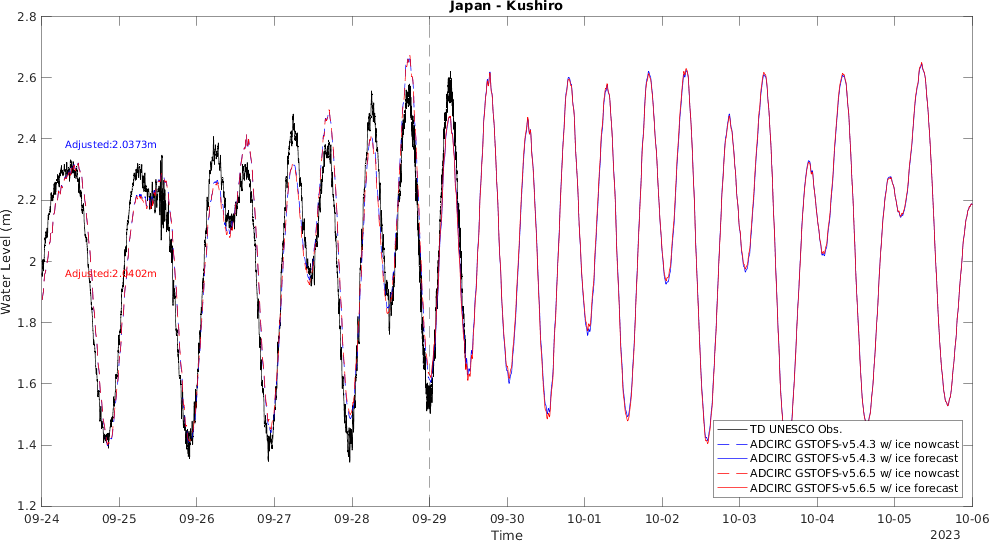 Japan - Kushiro
2.8
2.6
2.4
2.2
2
1.8
1.6
1.4
1.2
Water Level (m)
Adjusted:2.0373m
Adjusted:2.0402m
TD UNESCO Obs.
ADCIRC GSTOFS-v5.4.3 w/ ice nowcast
ADCIRC GSTOFS-v5.4.3 w/ ice forecast
ADCIRC GSTOFS-v5.6.5 w/ ice nowcast
ADCIRC GSTOFS-v5.6.5 w/ ice forecast
09-24 09-25 09-26 09-27 09-28 09-29 09-30 10-01 10-02 10-03 10-04 10-05 10-06
Time
2023